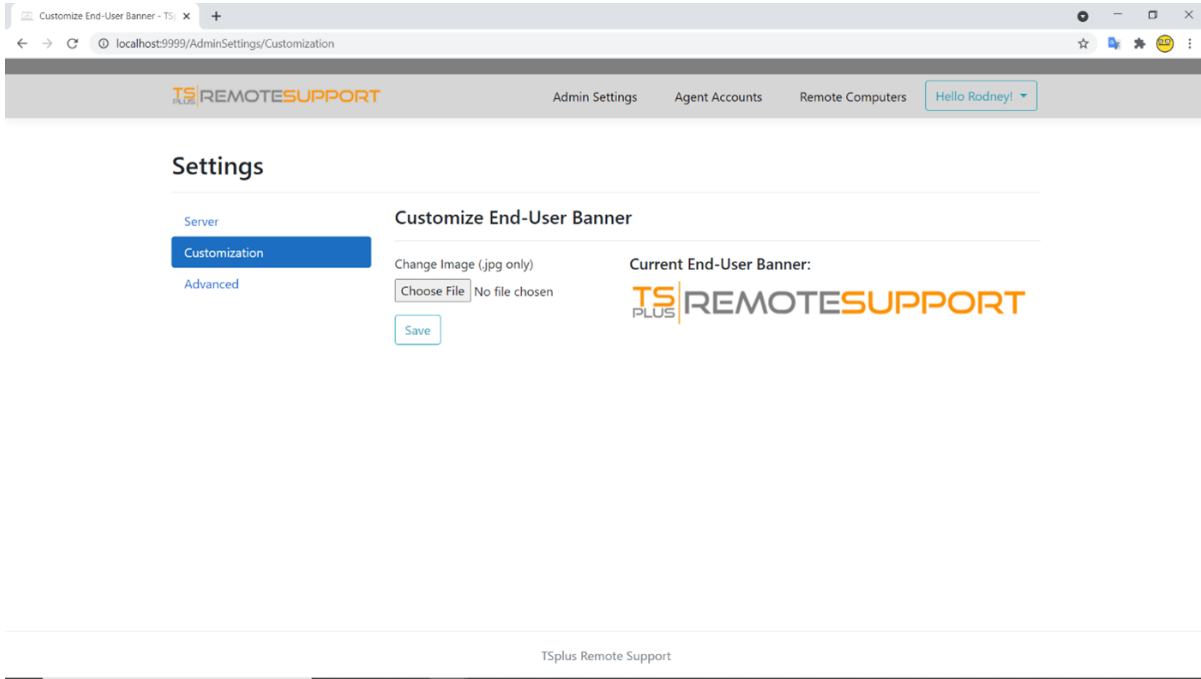 Customize End-User Banner - TS
localhost:9999/AdminSettings/Customization
TS PLUS REMOTESUPPORT
Admin Settings
Agent Accounts
Remote Computers
Hello Rodney!
Settings
Server
Customization
Advanced
Customize End-User Banner
Change Image (.jpg only)
Choose File No file chosen
Save
Current End-User Banner:
TS PLUS REMOTESUPPORT
TSplus Remote Support